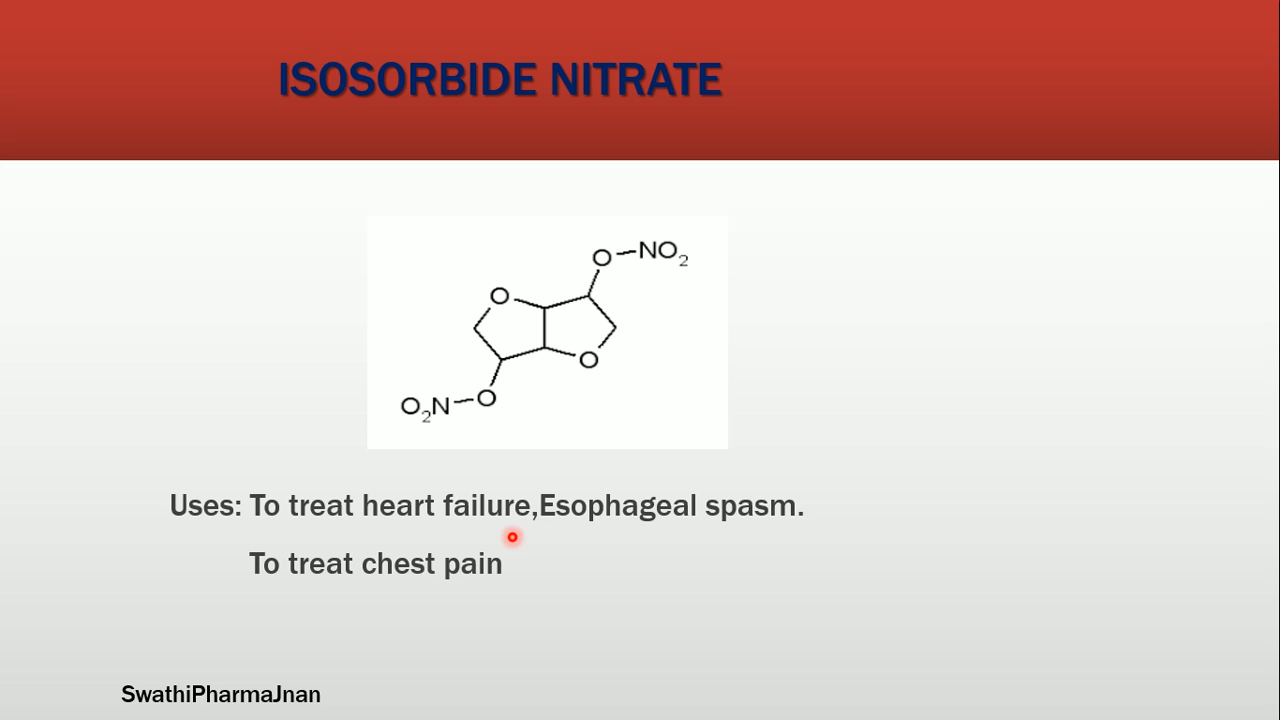 ISOSORBIDE NITRATE
O–NO2
O
O
O2N–O
Uses: To treat heart failure,Esophageal spasm.
To treat chest pain
SwathiPharmaJnan